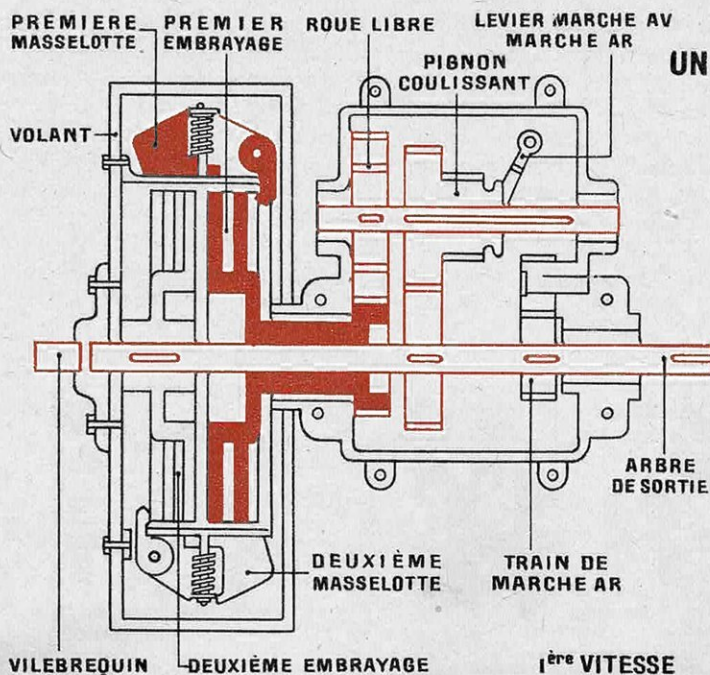 PREMIERE
MASSELOTTE
PREMIER
EMBRAYAGE
ROUE LIBRE
LEVIER MARCHE AV
MARCHE AR
PIGNON
COULISSANT
UN
VOLANT
ARBRE
DE SORTIE
DEUXIÈME
MASSELOTTE
TRAIN DE
MARCHE AR
VILEBREQUIN
DEUXIÈME EMBRAYAGE
1ère VITESSE